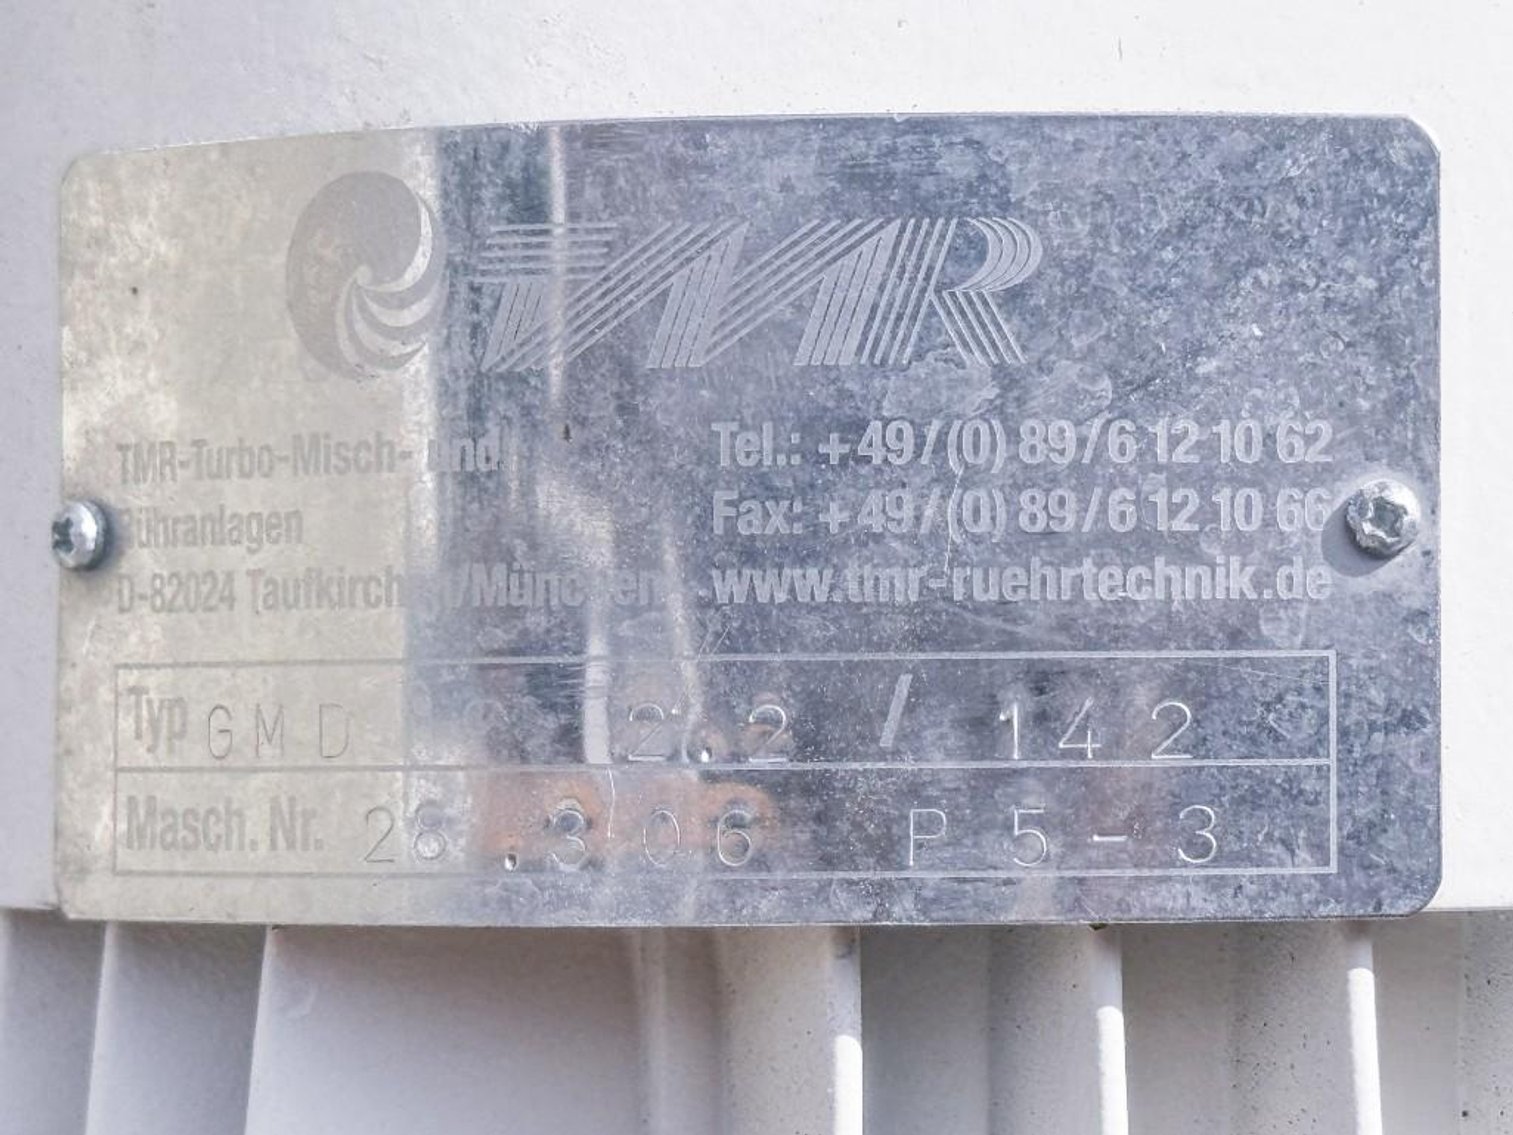 TMR
TMR-Turbo-Misch- und
Rühranlagen
D-82024 Taufkirchen/München
Tel.: +49/(0) 89/6 12 10 62
Fax: +49/(0) 89/6 12 10 66
www.tmr-ruehrtechnik.de
Typ GMD 2.2 / 142
Masch. Nr. 28.306 P5-3